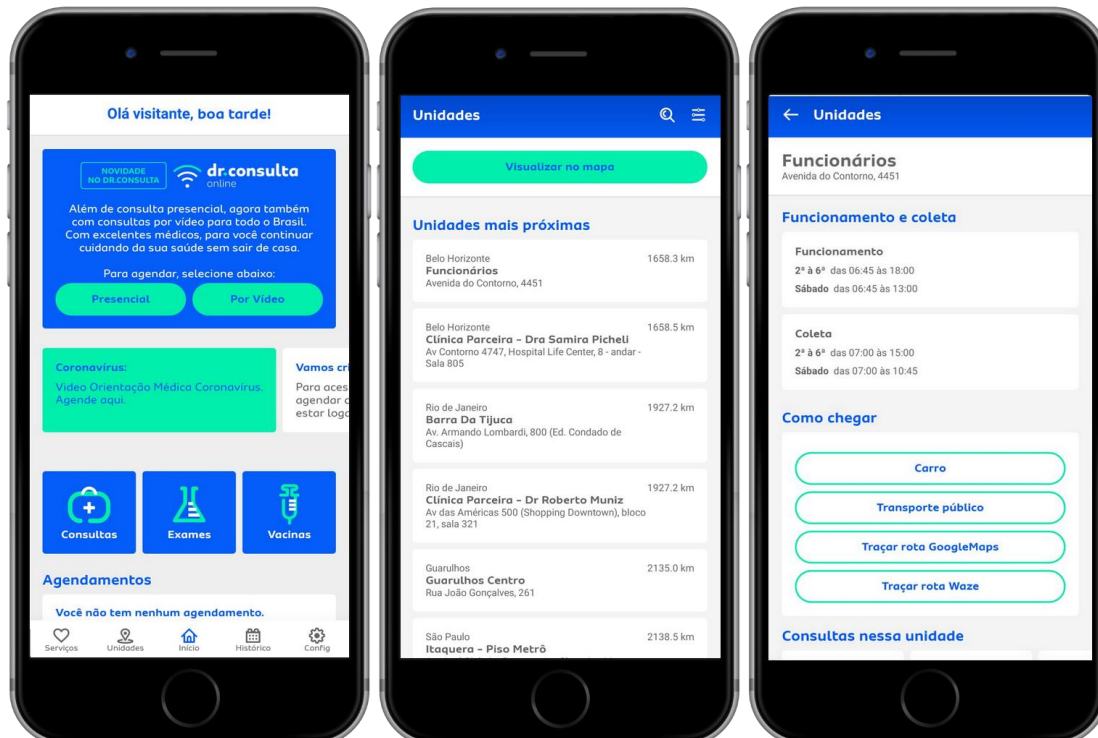 Olá visitante, boa tarde!
NOVIDADE
NO DR.CONSULTA
dr.consulta
online
Além de consulta presencial, agora também
com consultas por vídeo para todo o Brasil.
Com excelentes médicos, para você continuar
cuidando da sua saúde sem sair de casa.
Para agendar, selecione abaixo:
Presencial
Por Vídeo
Coronavírus:
Video Orientação Médica Coronavírus.
Agende aqui.
Vamos cri
Para aces
agendar c
estar loga
Consultas
Exames
Vacinas
Agendamentos
Você não tem nenhum agendamento.
Serviços
Unidades
Início
Histórico
Config
Unidades
Visualizar no mapa
Unidades mais próximas
Belo Horizonte 1658.3 km
Funcionários
Avenida do Contorno, 4451
Belo Horizonte 1658.5 km
Clínica Parceira - Dra Samira Picheli
Av Contorno 4747, Hospital Life Center, 8 - andar -
Sala 805
Rio de Janeiro 1927.2 km
Barra Da Tijuca
Av. Armando Lombardi, 800 (Ed. Condado de
Cascais)
Rio de Janeiro 1927.2 km
Clínica Parceira - Dr Roberto Muniz
Av das Américas 500 (Shopping Downtown), bloco
21, sala 321
Guarulhos 2135.0 km
Guarulhos Centro
Rua João Gonçalves, 261
São Paulo 2138.5 km
Itaquera - Piso Metrô
Unidades
Funcionários
Avenida do Contorno, 4451
Funcionamento e coleta
Funcionamento
2ª à 6ª das 06:45 às 18:00
Sábado das 06:45 às 13:00
Coleta
2ª à 6ª das 07:00 às 15:00
Sábado das 07:00 às 10:45
Como chegar
Carro
Transporte público
Traçar rota GoogleMaps
Traçar rota Waze
Consultas nessa unidade